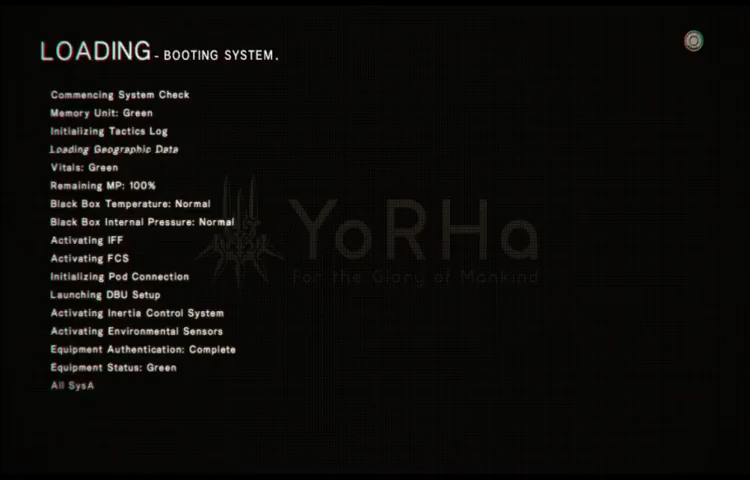 LOADING - BOOTING SYSTEM.
Commencing System Check
Memory Unit: Green
Initializing Tactics Log
Loading Geographic Data
Vitals: Green
Remaining MP: 100%
Black Box Temperature: Normal
Black Box Internal Pressure: Normal
Activating IFF
Activating FCS
Initializing Pod Connection
Launching DBU Setup
Activating Inertia Control System
Activating Environmental Sensors
Equipment Authentication: Complete
Equipment Status: Green
All SysA
YoRHa
For the Glory of Mankind